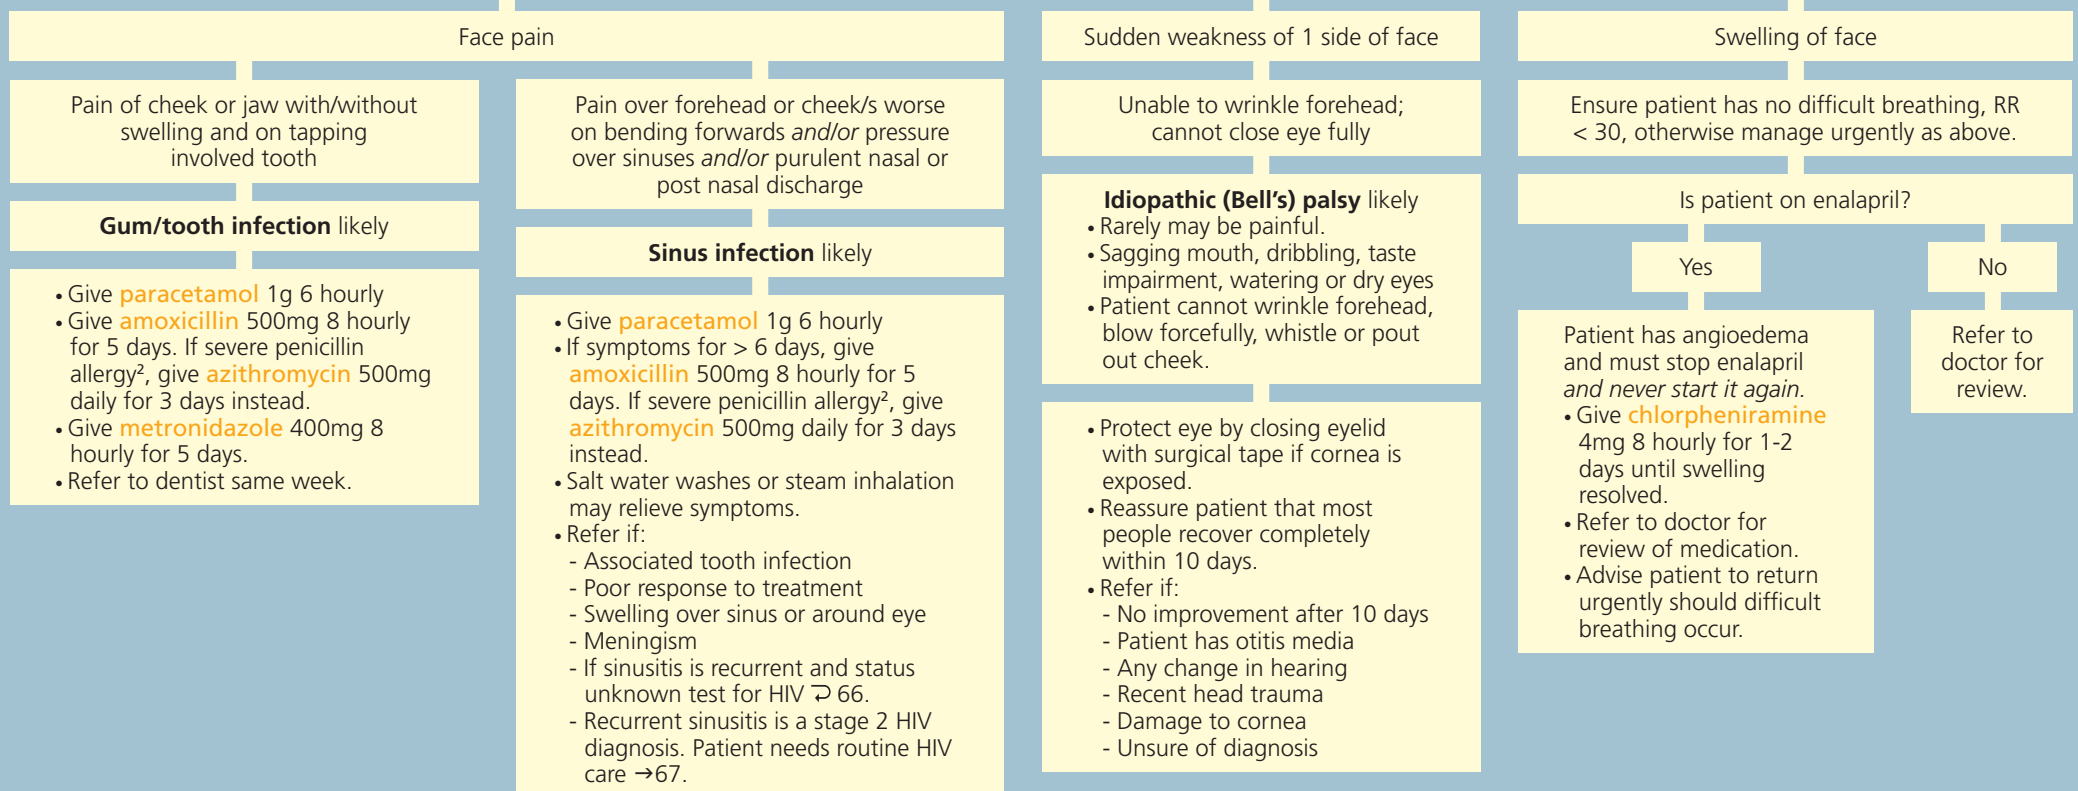 Face pain
Pain of cheek or jaw with/without
swelling and on tapping
involved tooth
Gum/tooth infection likely
• Give paracetamol 1g 6 hourly
• Give amoxicillin 500mg 8 hourly
for 5 days. If severe penicillin
allergy², give azithromycin 500mg
daily for 3 days instead.
• Give metronidazole 400mg 8
hourly for 5 days.
• Refer to dentist same week.
Pain over forehead or cheek/s worse
on bending forwards and/or pressure
over sinuses and/or purulent nasal or
post nasal discharge
Sinus infection likely
• Give paracetamol 1g 6 hourly
• If symptoms for > 6 days, give
amoxicillin 500mg 8 hourly for 5
days. If severe penicillin allergy², give
azithromycin 500mg daily for 3 days
instead.
• Salt water washes or steam inhalation
may relieve symptoms.
• Refer if:
- Associated tooth infection
- Poor response to treatment
- Swelling over sinus or around eye
- Meningism
- If sinusitis is recurrent and status
unknown test for HIV ⮎ 66.
- Recurrent sinusitis is a stage 2 HIV
diagnosis. Patient needs routine HIV
care →67.
Sudden weakness of 1 side of face
Unable to wrinkle forehead;
cannot close eye fully
Idiopathic (Bell's) palsy likely
• Rarely may be painful.
• Sagging mouth, dribbling, taste
impairment, watering or dry eyes
• Patient cannot wrinkle forehead,
blow forcefully, whistle or pout
out cheek.
• Protect eye by closing eyelid
with surgical tape if cornea is
exposed.
• Reassure patient that most
people recover completely
within 10 days.
• Refer if:
- No improvement after 10 days
- Patient has otitis media
- Any change in hearing
- Recent head trauma
- Damage to cornea
- Unsure of diagnosis
Swelling of face
Ensure patient has no difficult breathing, RR
< 30, otherwise manage urgently as above.
Is patient on enalapril?
Yes
Patient has angioedema
and must stop enalapril
and never start it again.
• Give chlorpheniramine
4mg 8 hourly for 1-2
days until swelling
resolved.
• Refer to doctor for
review of medication.
• Advise patient to return
urgently should difficult
breathing occur.
No
Refer to
doctor for
review.